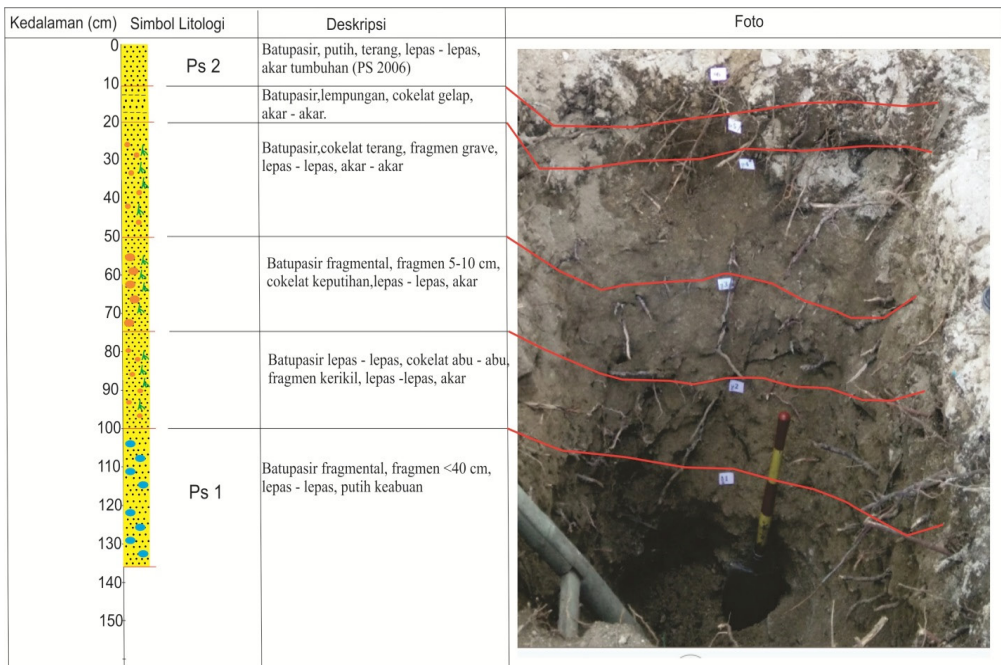 Kedalaman (cm) Simbol Litologi Deskripsi Foto
0
Ps 2
Batupasir, putih, terang, lepas - lepas,
akar tumbuhan (PS 2006)
10
Batupasir,lempungan, cokelat gelap,
akar - akar.
20
Batupasir,cokelat terang, fragmen grave,
lepas - lepas, akar - akar
30
40
50
Batupasir fragmental, fragmen 5-10 cm,
cokelat keputihan,lepas - lepas, akar
60
70
80
Batupasir lepas - lepas, cokelat abu - abu,
fragmen kerikil, lepas -lepas, akar
90
100
110
Ps 1
Batupasir fragmental, fragmen <40 cm,
lepas - lepas, putih keabuan
120
130
140
150